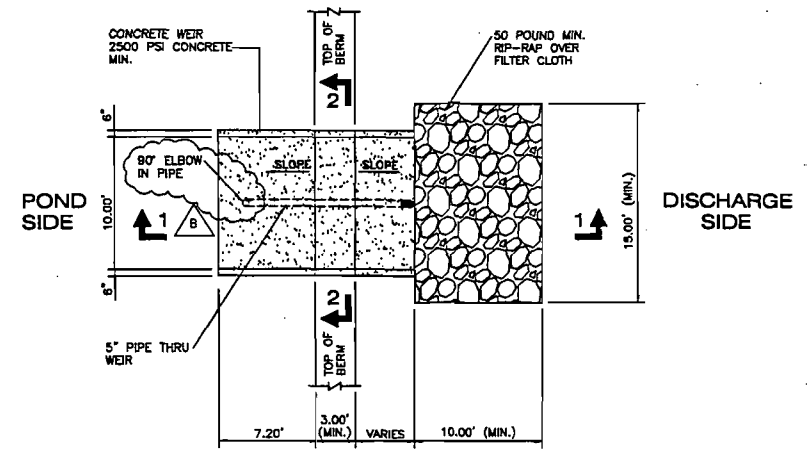 CONCRETE WEIR
2500 PSI CONCRETE
MIN.
TOP OF
BERM
50 POUND MIN.
RIP-RAP OVER
FILTER CLOTH
2
6"
90° ELBOW
IN PIPE
SLOPE
SLOPE
POND
SIDE
10.00'
1
B
1
15.00' (MIN.)
DISCHARGE
SIDE
6"
2
5" PIPE THRU
WEIR
TOP OF
BERM
7.20'
3.00'
(MIN.)
VARIES
10.00' (MIN.)